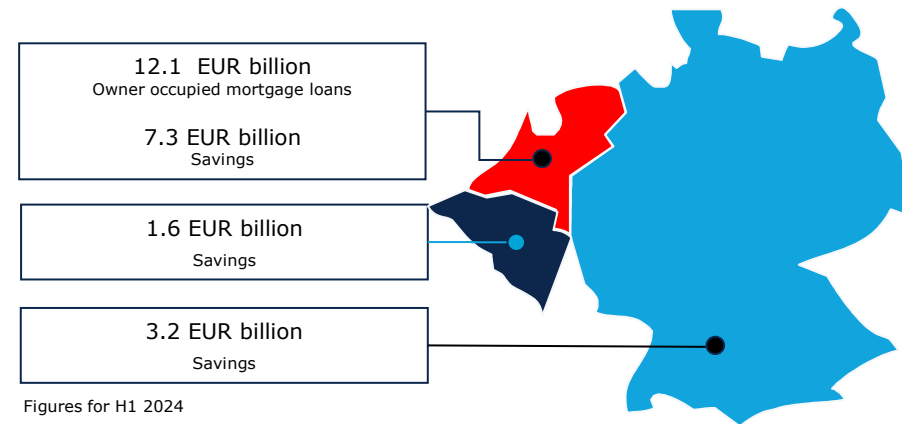 12.1 EUR billion
Owner occupied mortgage loans
7.3 EUR billion
Savings
1.6 EUR billion
Savings
3.2 EUR billion
Savings
Figures for H1 2024